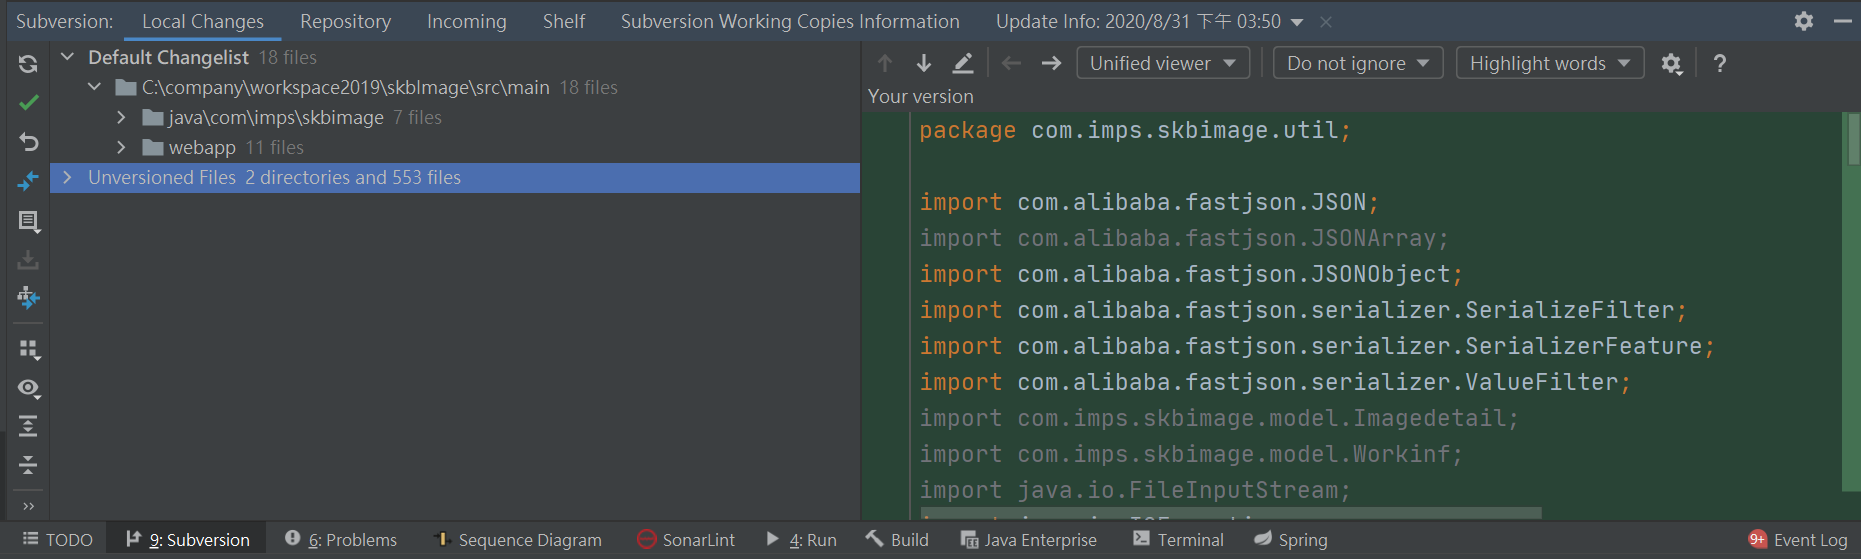 Subversion: Local Changes Repository Incoming Shelf Subversion Working Copies Information Update Info: 2020/8/31 下午 03:50
Default Changelist 18 files
C:\company\workspace2019\skbImage\src\main 18 files
java\com\imps\skbimage 7 files
webapp 11 files
Unversioned Files 2 directories and 553 files
Unified viewer Do not ignore Highlight words ?
Your version
package com.imps.skbimage.util;
import com.alibaba.fastjson.JSON;
import com.alibaba.fastjson.JSONArray;
import com.alibaba.fastjson.JSONObject;
import com.alibaba.fastjson.serializer.SerializeFilter;
import com.alibaba.fastjson.serializer.SerializerFeature;
import com.alibaba.fastjson.serializer.ValueFilter;
import com.imps.skbimage.model.Imagedetail;
import com.imps.skbimage.model.Workinf;
import java.io.FileInputStream;
TODO 9: Subversion 6: Problems Sequence Diagram SonarLint 4: Run Build Java Enterprise Terminal Spring 9+ Event Log